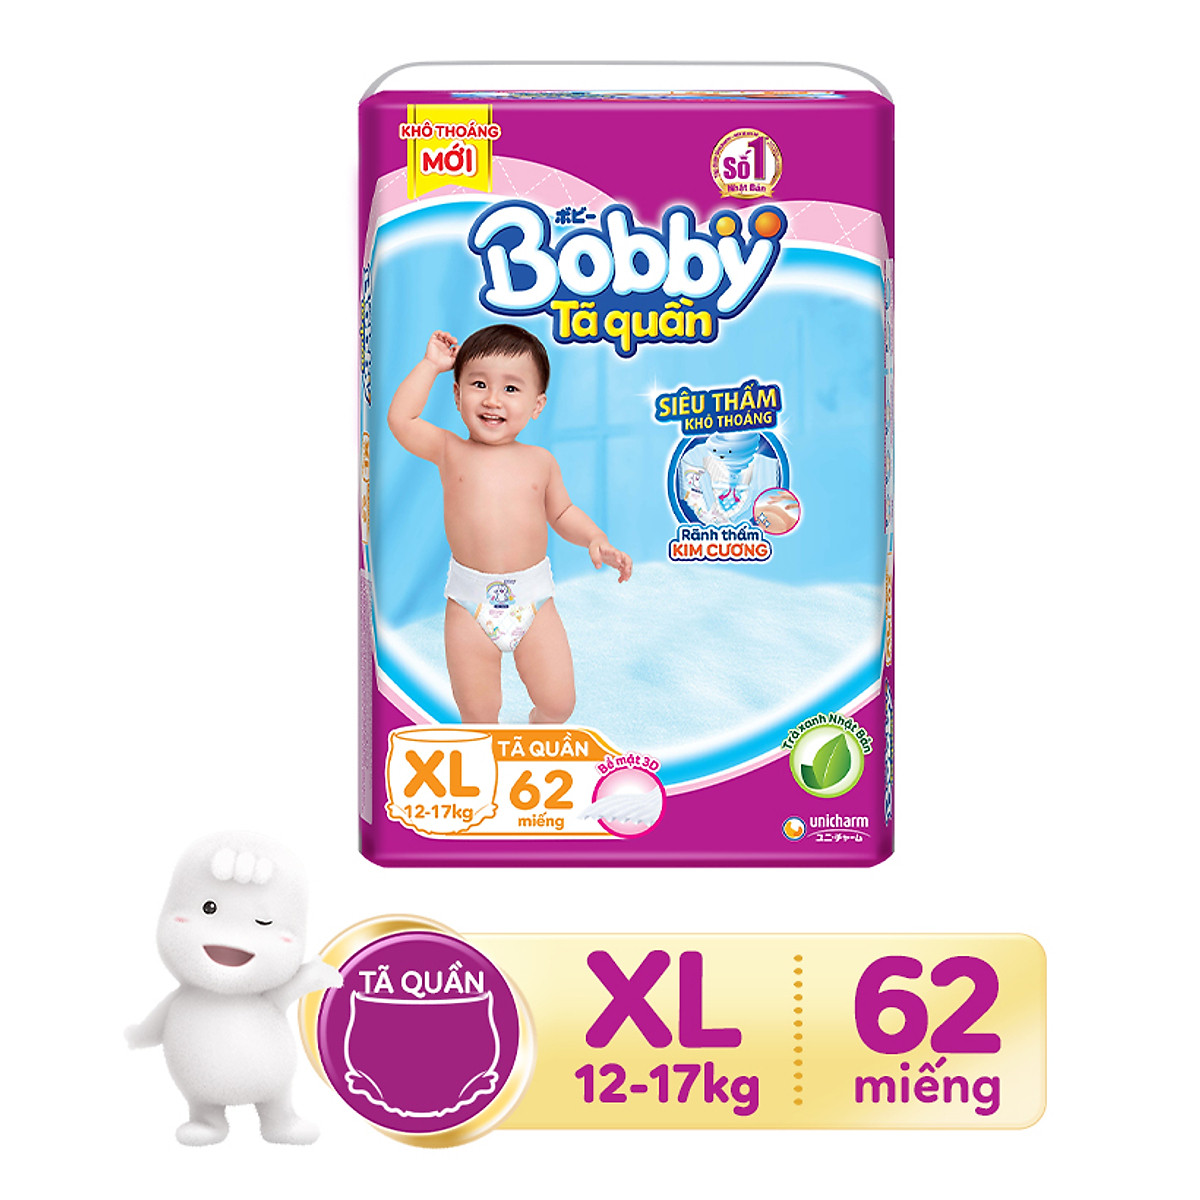 KHÔ THOÁNG
MỚI
Số 1
Nhật Bản
ボビー
Bobby
Tã quần
SIÊU THẤM
KHÔ THOÁNG
Rãnh thấm
KIM CƯƠNG
XL
12-17kg
TÃ QUẦN
62
miếng
Bề mặt 3D
Trà xanh Nhật Bản
unicharm
ユニ・チャーム
TÃ QUẦN
XL
12-17kg
62
miếng